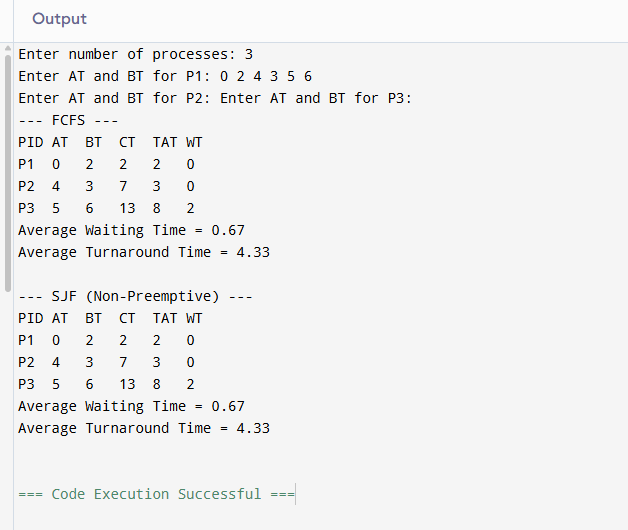 Output
Enter number of processes: 3
Enter AT and BT for P1: 0 2 4 3 5 6
Enter AT and BT for P2: Enter AT and BT for P3:
--- FCFS ---
PID AT BT CT TAT WT
P1 0 2 2 2 0
P2 4 3 7 3 0
P3 5 6 13 8 2
Average Waiting Time = 0.67
Average Turnaround Time = 4.33
--- SJF (Non-Preemptive) ---
PID AT BT CT TAT WT
P1 0 2 2 2 0
P2 4 3 7 3 0
P3 5 6 13 8 2
Average Waiting Time = 0.67
Average Turnaround Time = 4.33
=== Code Execution Successful ===